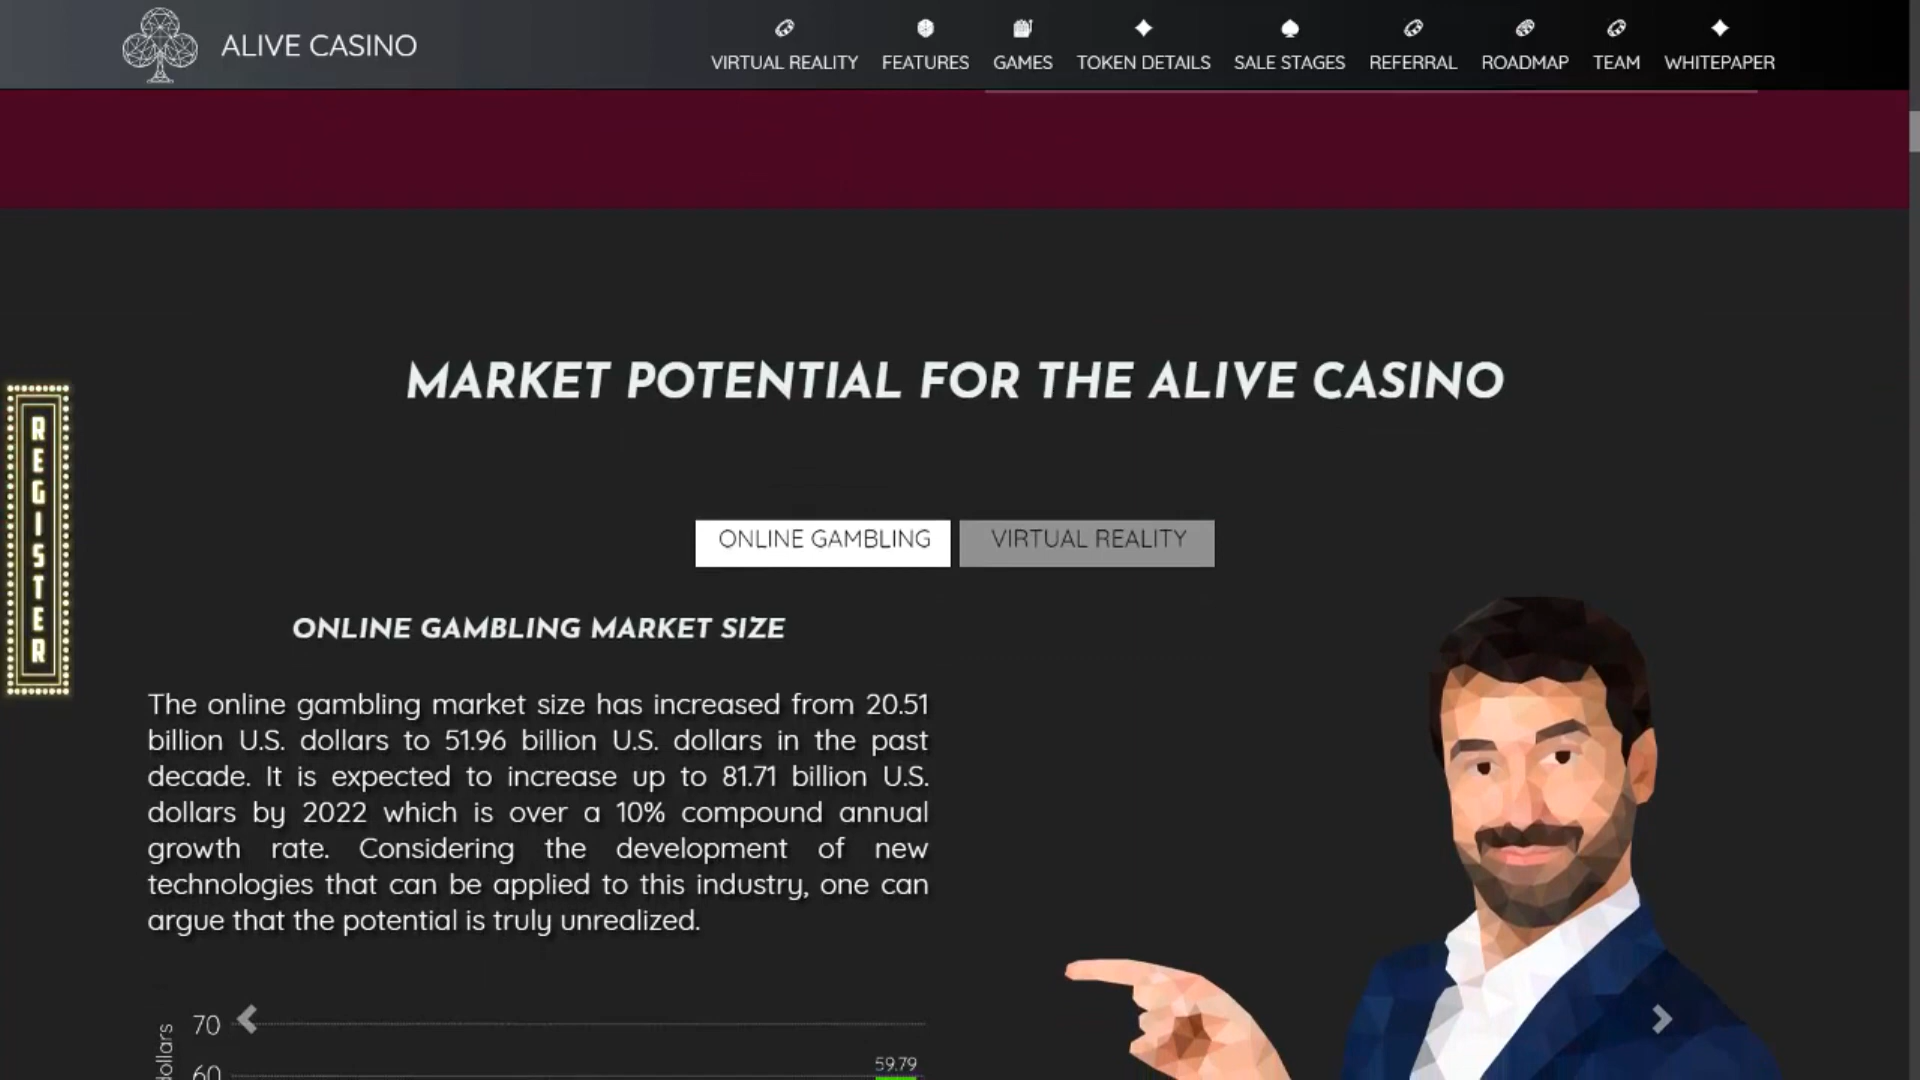 ALIVE CASINO
VIRTUAL REALITY FEATURES GAMES TOKEN DETAILS SALE STAGES REFERRAL ROADMAP TEAM WHITEPAPER
MARKET POTENTIAL FOR THE ALIVE CASINO
REGISTER
ONLINE GAMBLING VIRTUAL REALITY
ONLINE GAMBLING MARKET SIZE
The online gambling market size has increased from 20.51
billion U.S. dollars to 51.96 billion U.S. dollars in the past
decade. It is expected to increase up to 81.71 billion U.S.
dollars by 2022 which is over a 10% compound annual
growth rate. Considering the development of new
technologies that can be applied to this industry, one can
argue that the potential is truly unrealized.
70
59.79
60
dollars